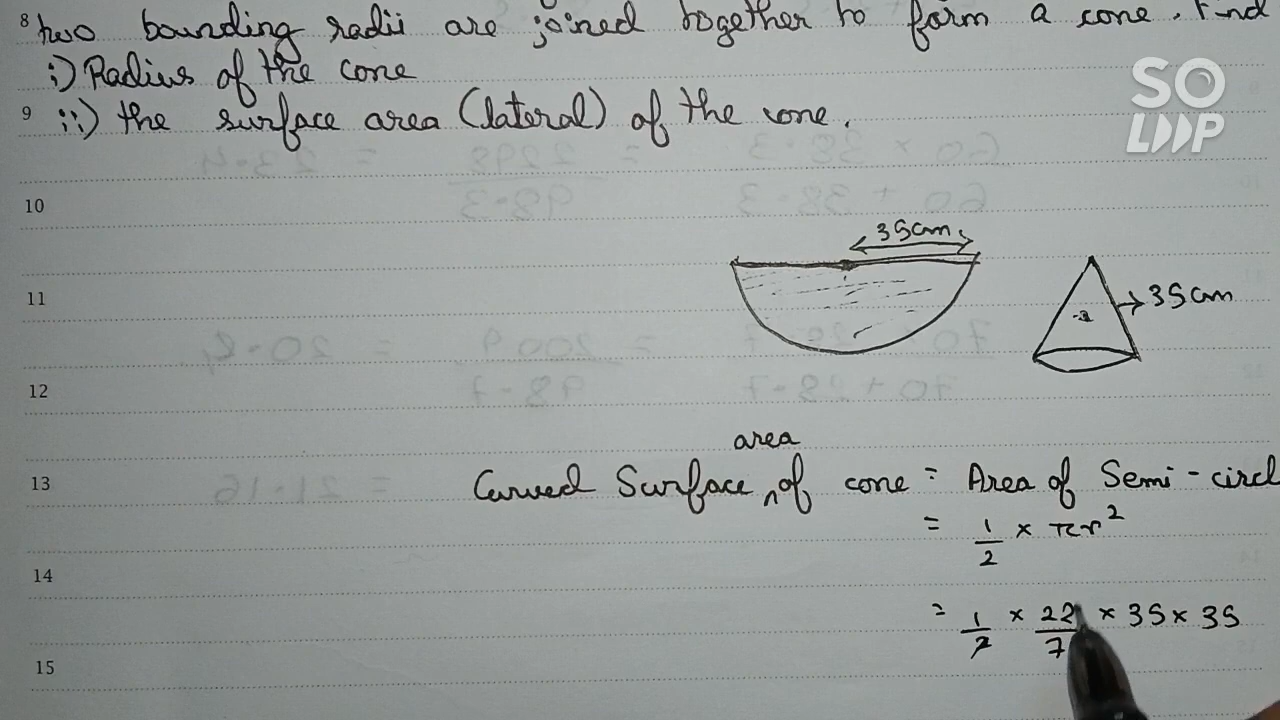 8 two bounding radii are joined together to form a cone. Find
i) Radius of the cone
9 ii) the surface area (lateral) of the cone.
SO
LOOP
10
35cm
11
35cm
12
area
13 Curved Surface ^ of cone = Area of Semi-circl
= 1/2 × πr²
14
= 1/2 × 22/7 × 35 × 35
15